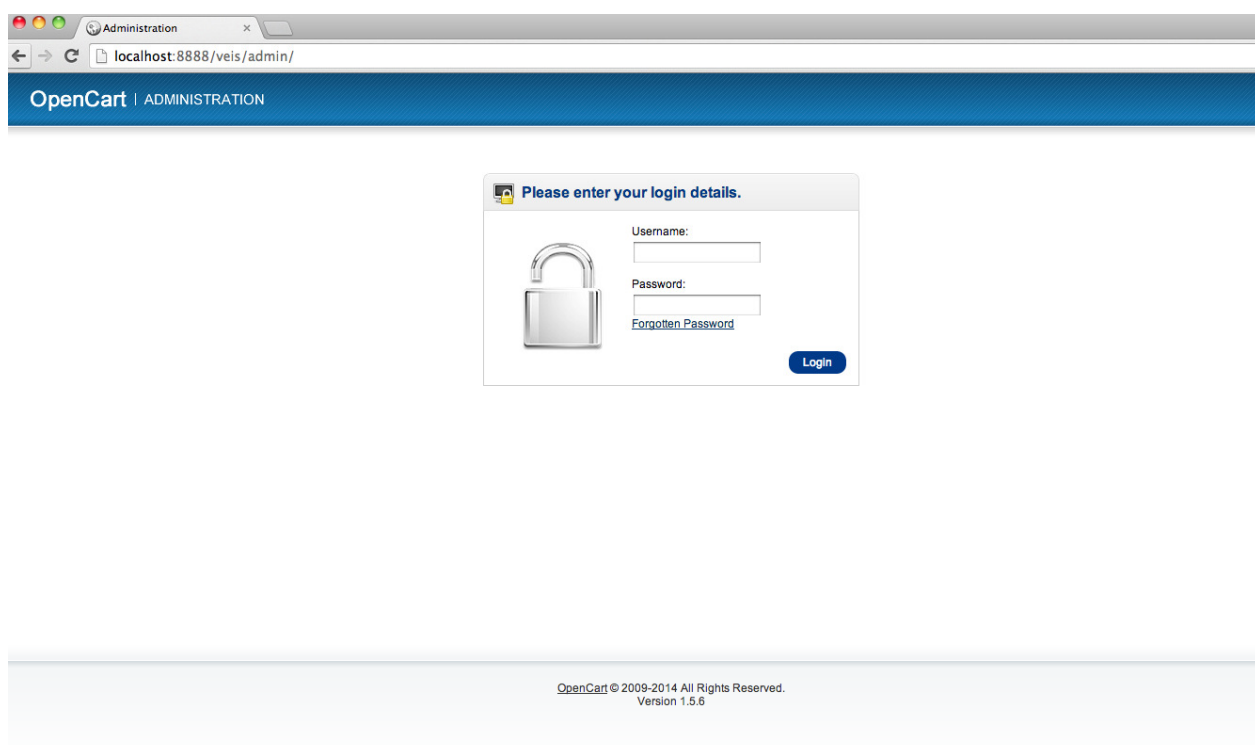 Administration
localhost:8888/veis/admin/
OpenCart | ADMINISTRATION
Please enter your login details.
Username:
Password:
Forgotten Password
Login
OpenCart © 2009-2014 All Rights Reserved.
Version 1.5.6